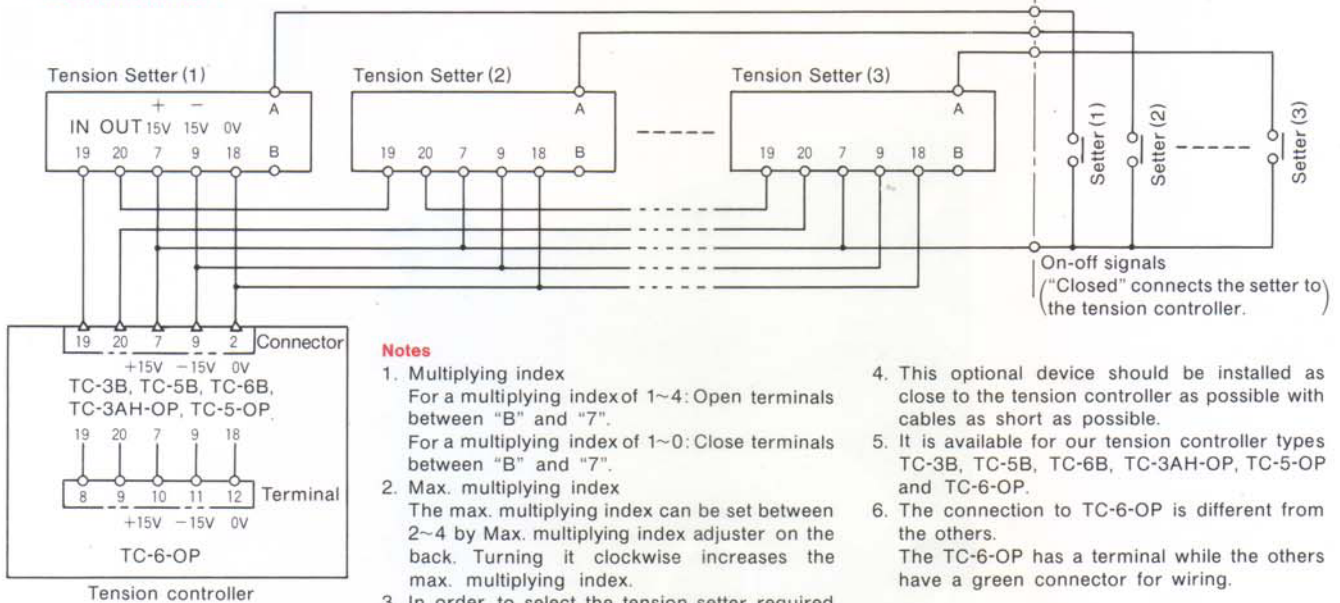 Tension Setter (1)
A
+ −
IN OUT 15V 15V 0V
19 20 7 9 18 B
Tension Setter (2)
A
19 20 7 9 18 B
Tension Setter (3)
A
19 20 7 9 18 B
Setter (1)
Setter (2)
Setter (3)
On-off signals
("Closed" connects the setter to
the tension controller.)
19 20 7 9 2 Connector
+15V −15V 0V
TC-3B, TC-5B, TC-6B,
TC-3AH-OP, TC-5-OP
19 20 7 9 18
8 9 10 11 12 Terminal
+15V −15V 0V
TC-6-OP
Tension controller
Notes
1. Multiplying index
For a multiplying index of 1~4: Open terminals
between "B" and "7".
For a multiplying index of 1~0: Close terminals
between "B" and "7".
2. Max. multiplying index
The max. multiplying index can be set between
2~4 by Max. multiplying index adjuster on the
back. Turning it clockwise increases the
max. multiplying index.
3. In order to select the tension setter required
4. This optional device should be installed as
close to the tension controller as possible with
cables as short as possible.
5. It is available for our tension controller types
TC-3B, TC-5B, TC-6B, TC-3AH-OP, TC-5-OP
and TC-6-OP.
6. The connection to TC-6-OP is different from
the others.
The TC-6-OP has a terminal while the others
have a green connector for wiring.